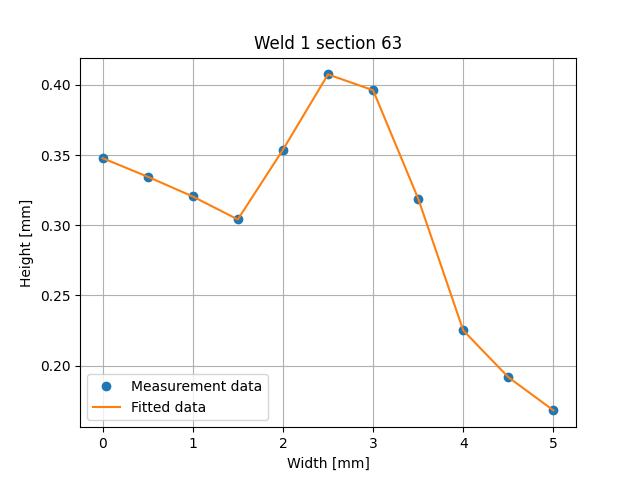 Weld 1 section 63
Height [mm]
0.40
0.35
0.30
0.25
0.20
Measurement data
Fitted data
0 1 2 3 4 5
Width [mm]